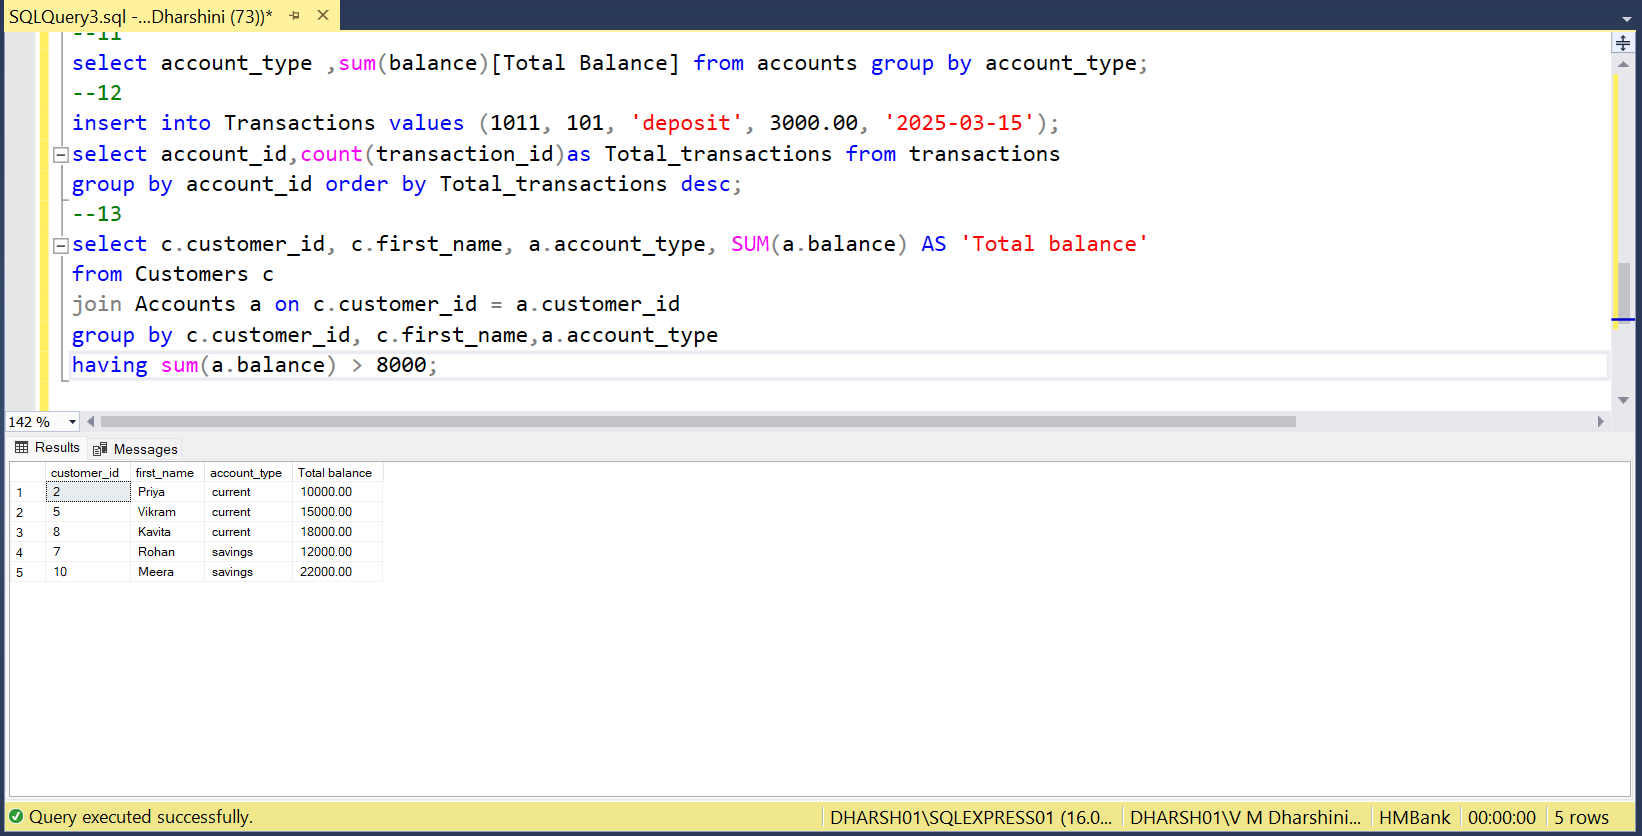 SQLQuery3.sql -...Dharshini (73))*
--11
select account_type ,sum(balance)[Total Balance] from accounts group by account_type;
--12
insert into Transactions values (1011, 101, 'deposit', 3000.00, '2025-03-15');
select account_id,count(transaction_id)as Total_transactions from transactions
group by account_id order by Total_transactions desc;
--13
select c.customer_id, c.first_name, a.account_type, SUM(a.balance) AS 'Total balance'
from Customers c
join Accounts a on c.customer_id = a.customer_id
group by c.customer_id, c.first_name,a.account_type
having sum(a.balance) > 8000;
142 %
Results Messages
customer_id first_name account_type Total balance
1 2 Priya current 10000.00
2 5 Vikram current 15000.00
3 8 Kavita current 18000.00
4 7 Rohan savings 12000.00
5 10 Meera savings 22000.00
Query executed successfully. DHARSH01\SQLEXPRESS01 (16.0... DHARSH01\V M Dharshini... HMBank 00:00:00 5 rows